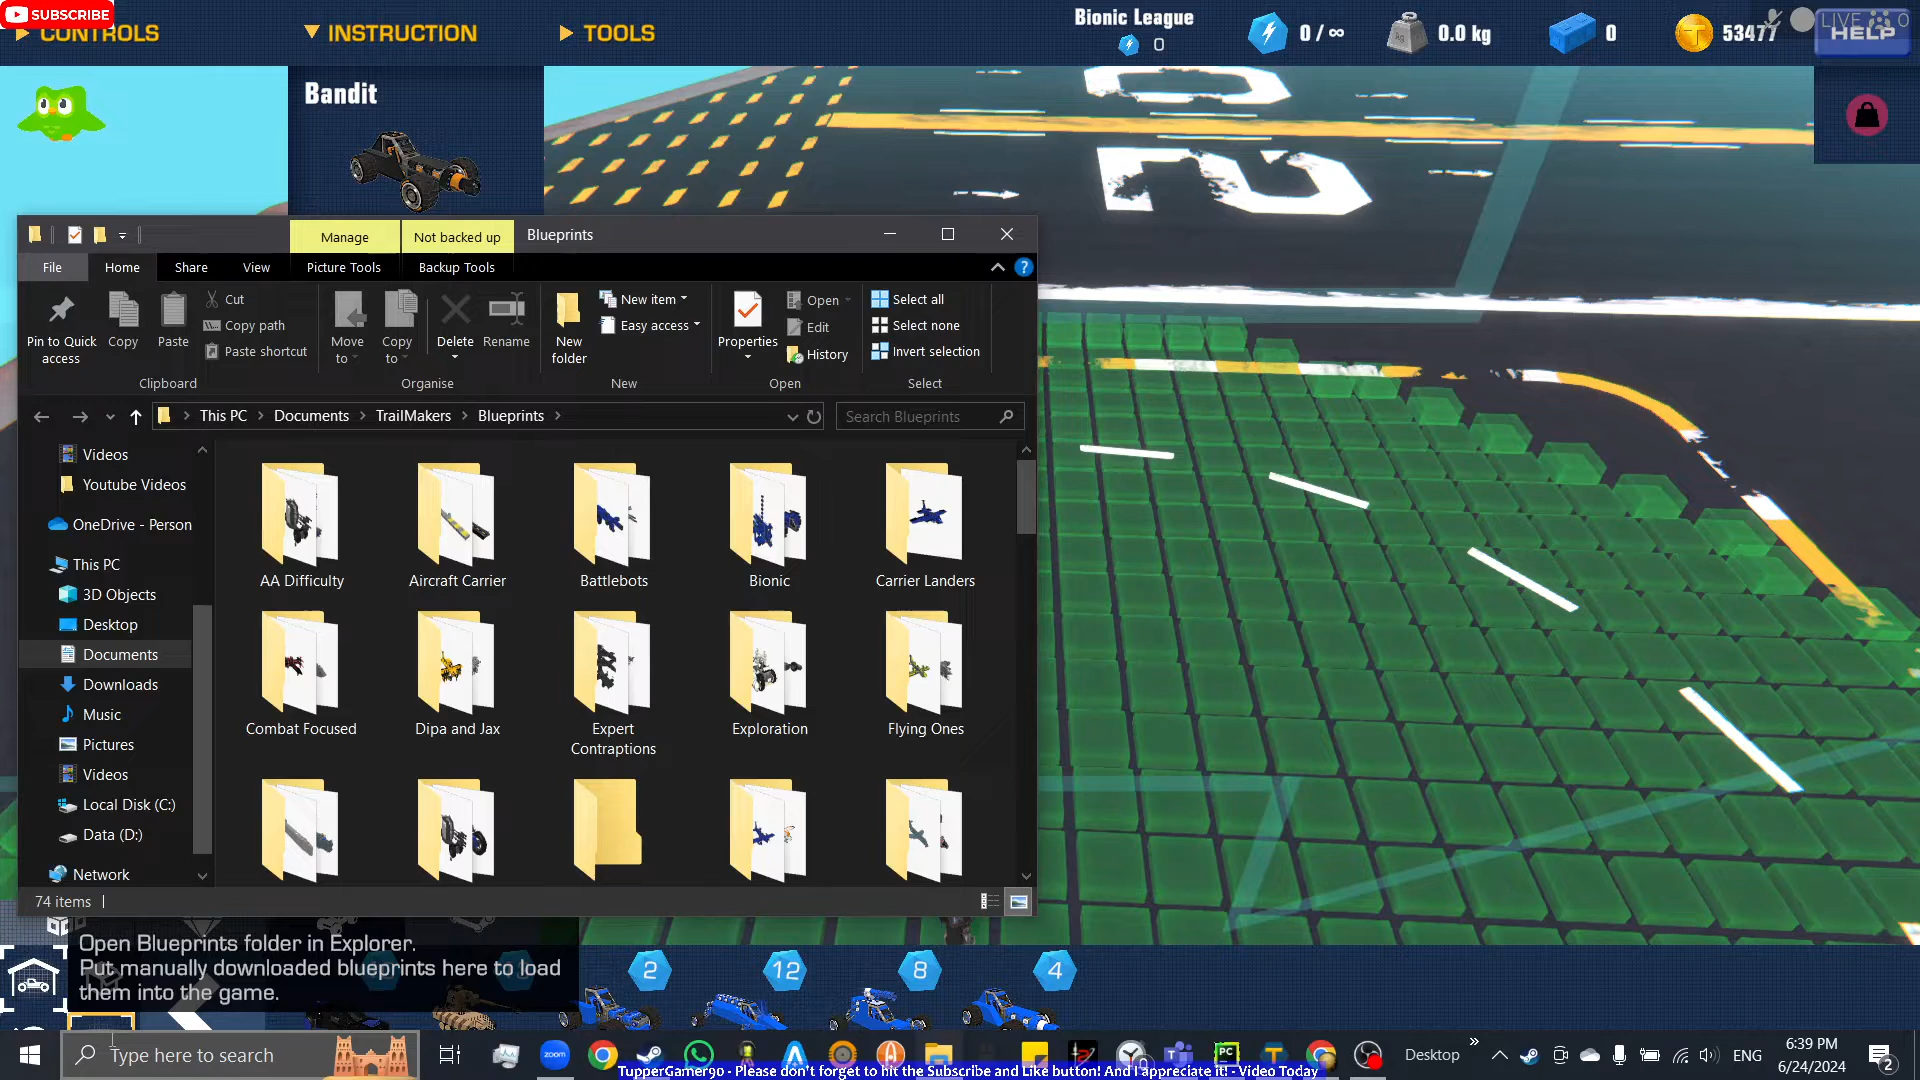 SUBSCRIBE
CONTROLS
INSTRUCTION
TOOLS
Bionic League
0
0 / ∞
0.0 kg
0
53477
LIVE
0
HELP
Bandit
Manage
Not backed up
Blueprints
File
Home
Share
View
Picture Tools
Backup Tools
Pin to Quick access
Copy
Paste
Cut
Copy path
Paste shortcut
Move to
Copy to
Delete
Rename
New folder
New item
Easy access
Properties
Open
Edit
History
Select all
Select none
Invert selection
Clipboard
Organise
New
Open
Select
This PC
Documents
TrailMakers
Blueprints
Search Blueprints
Videos
Youtube Videos
OneDrive - Person
This PC
3D Objects
Desktop
Documents
Downloads
Music
Pictures
Videos
Local Disk (C:)
Data (D:)
Network
AA Difficulty
Aircraft Carrier
Battlebots
Bionic
Carrier Landers
Combat Focused
Dipa and Jax
Expert Contraptions
Exploration
Flying Ones
74 items
Open Blueprints folder in Explorer.
Put manually downloaded blueprints here to load
them into the game.
2
12
8
4
Type here to search
zoom
PC
Desktop
ENG
6:39 PM
6/24/2024
2
TupperGamer90 - Please don't forget to hit the Subscribe and Like button! And I appreciate it! - Video Today